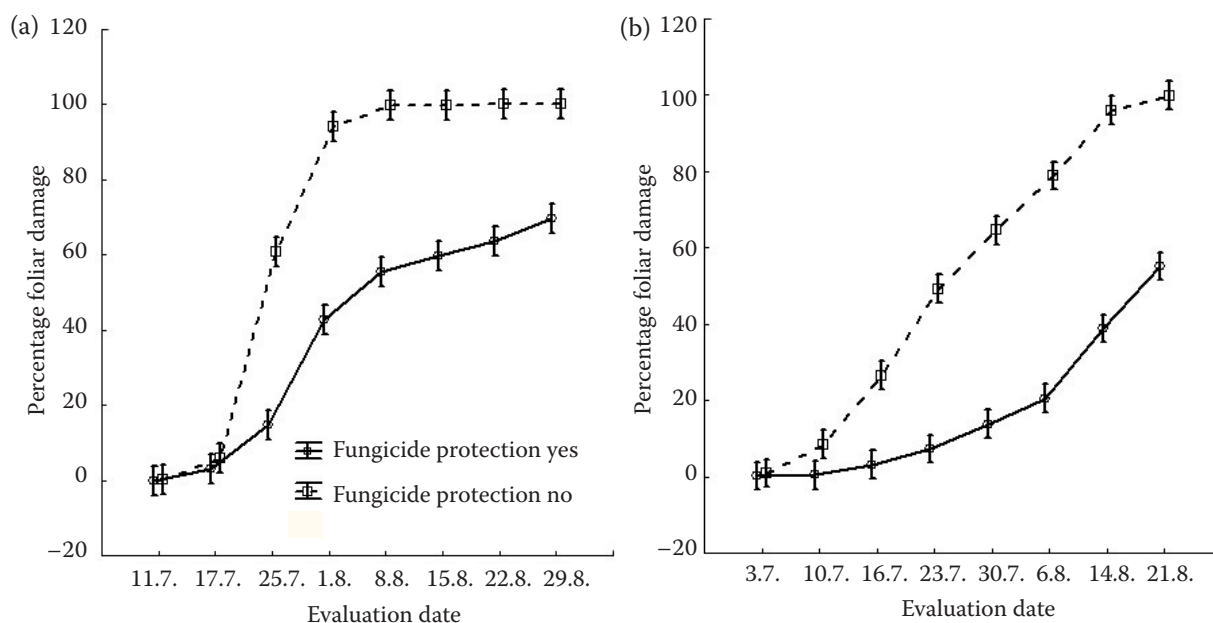 (a)
120
100
80
60
40
20
0
−20
Percentage foliar damage
11.7. 17.7. 25.7. 1.8. 8.8. 15.8. 22.8. 29.8.
Evaluation date
Fungicide protection yes
Fungicide protection no
(b)
120
100
80
60
40
20
0
−20
Percentage foliar damage
3.7. 10.7. 16.7. 23.7. 30.7. 6.8. 14.8. 21.8.
Evaluation date